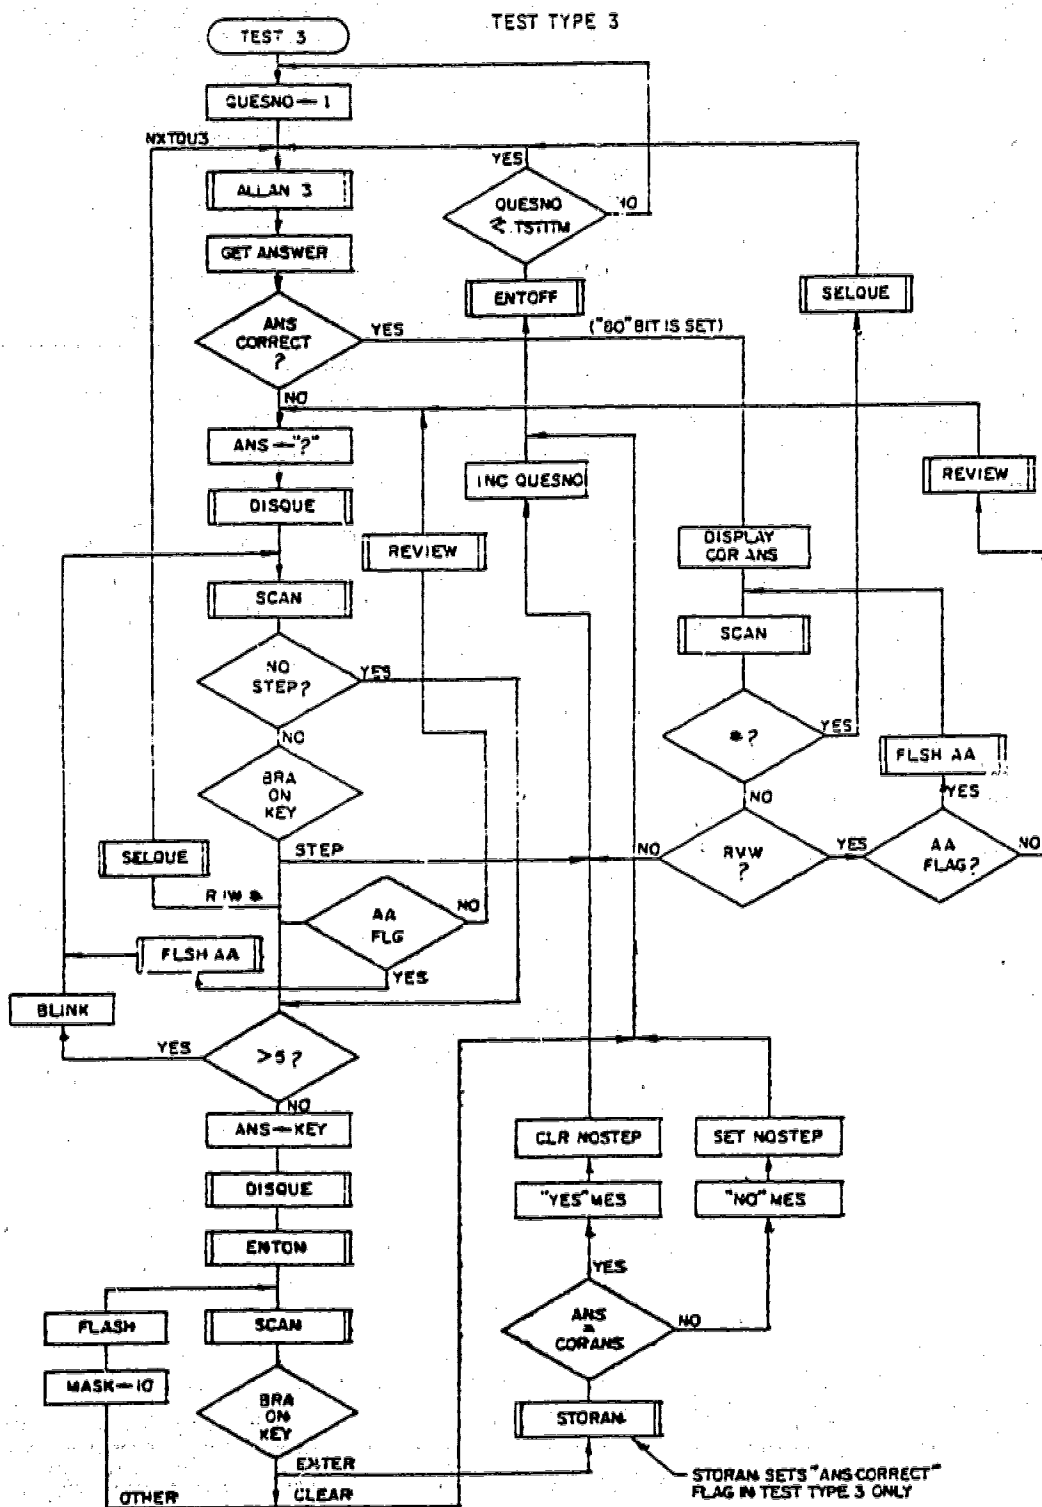 TEST TYPE 3
TEST 3
QUESNO ← 1
NXTQU3
YES
ALLAN 3
QUESNO
≤ TSTITM
NO
GET ANSWER
ENTOFF
SELQUE
ANS
CORRECT
?
YES
("80" BIT IS SET)
NO
ANS ← "?"
INC QUESNO
REVIEW
DISQUE
REVIEW
DISPLAY
COR ANS
SCAN
SCAN
NO
STEP?
YES
NO
* ?
YES
FLSH AA
BRA
ON
KEY
NO
YES
SELQUE
STEP
NO
RVW
?
YES
AA
FLAG?
NO
RVW *
AA
FLG
NO
FLSH AA
YES
BLINK
YES
>5?
NO
ANS ← KEY
CLR NOSTEP
SET NOSTEP
DISQUE
"YES" MES
"NO" MES
ENTON
YES
FLASH
SCAN
ANS
=
CORANS
NO
MASK ← 10
BRA
ON
KEY
STORAN
ENTER
OTHER
CLEAR
STORAN SETS "ANS CORRECT"
FLAG IN TEST TYPE 3 ONLY